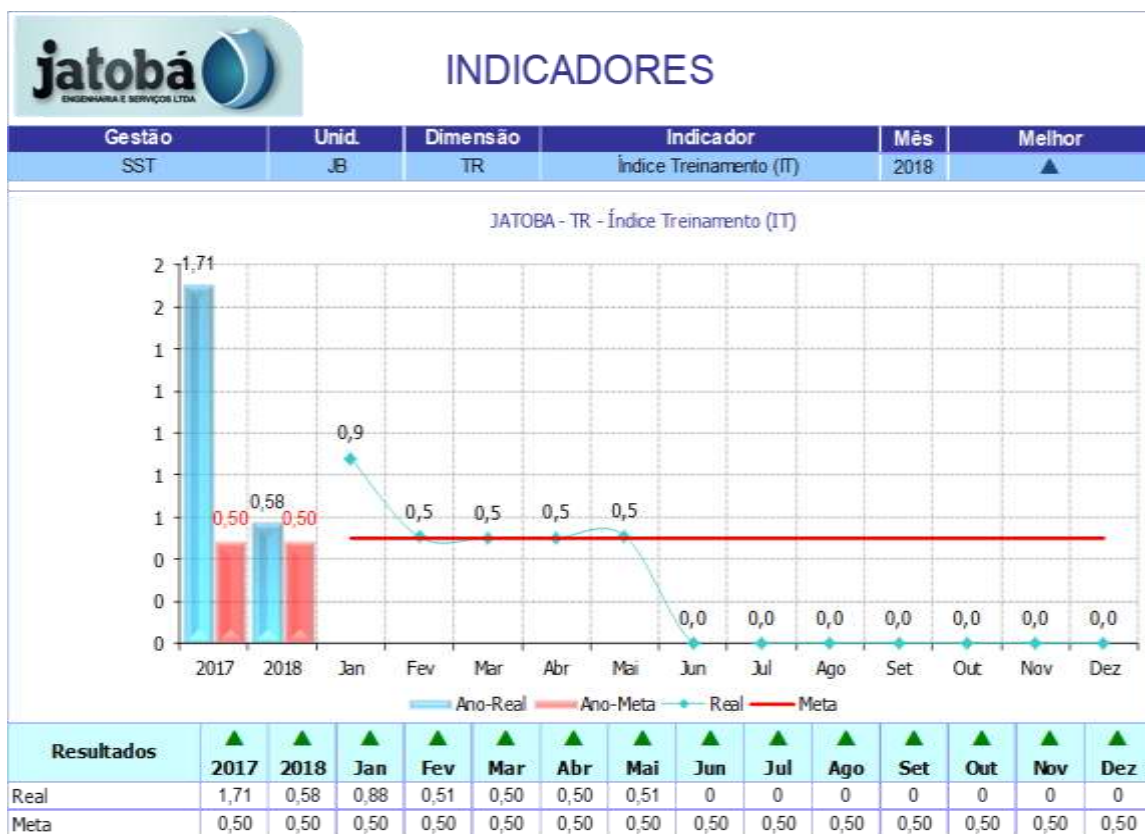 jatobá
ENGENHARIA E SERVIÇOS LTDA
INDICADORES
Gestão Unid. Dimensão Indicador Mês Melhor
SST JB TR Índice Treinamento (IT) 2018
JATOBA - TR - Índice Treinamento (IT)
2 1,71
2
1
1
1 0,9
1
1 0,50 0,58 0,50 0,5 0,5 0,5 0,5
0
0 0,0 0,0 0,0 0,0 0,0 0,0 0,0
0
2017 2018 Jan Fev Mar Abr Mai Jun Jul Ago Set Out Nov Dez
Ano-Real Ano-Meta Real Meta
Resultados 2017 2018 Jan Fev Mar Abr Mai Jun Jul Ago Set Out Nov Dez
Real 1,71 0,58 0,88 0,51 0,50 0,50 0,51 0 0 0 0 0 0 0
Meta 0,50 0,50 0,50 0,50 0,50 0,50 0,50 0,50 0,50 0,50 0,50 0,50 0,50 0,50